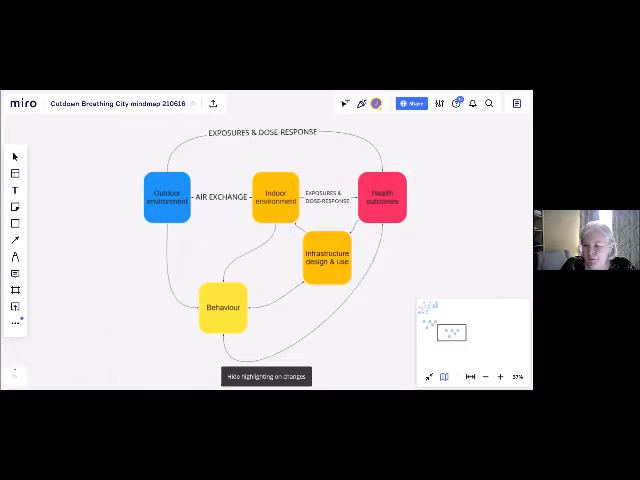 miro
Cutdown Breathing City mindmap 210616
Share
EXPOSURES & DOSE-RESPONSE
Outdoor
environment
AIR EXCHANGE
Indoor
environment
EXPOSURES &
DOSE-RESPONSE
Health
outcomes
Infrastructure
design & use
Behaviour
Hide highlighting on changes
37%